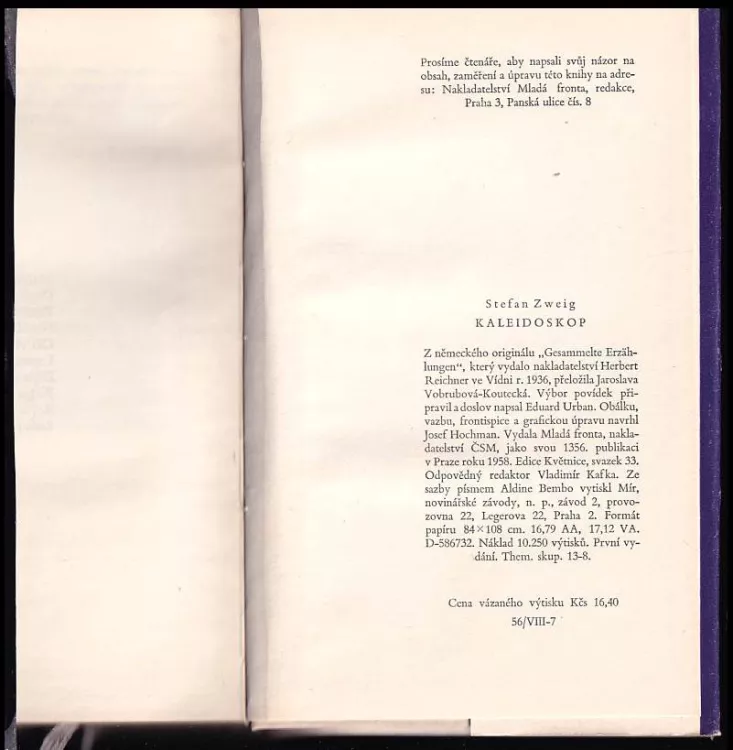 Prosíme čtenáře, aby napsali svůj názor na
obsah, zaměření a úpravu této knihy na adre-
su: Nakladatelství Mladá fronta, redakce,
Praha 3, Panská ulice čís. 8
Stefan Zweig
KALEIDOSKOP
Z německého originálu „Gesammelte Erzäh-
lungen“, který vydalo nakladatelství Herbert
Reichner ve Vídni r. 1936, přeložila Jaroslava
Vobrubová-Koutecká. Výbor povídek při-
pravil a doslov napsal Eduard Urban. Obálku,
vazbu, frontispice a grafickou úpravu navrhl
Josef Hochman. Vydala Mladá fronta, nakla-
datelství ČSM, jako svou 1356. publikaci
v Praze roku 1958. Edice Květnice, svazek 33.
Odpovědný redaktor Vladimír Kafka. Ze
sazby písmem Aldine Bembo vytiskl Mír,
novinářské závody, n. p., závod 2, provo-
zovna 22, Legerova 22, Praha 2. Formát
papíru 84×108 cm. 16,79 AA, 17,12 VA.
D-586732. Náklad 10.250 výtisků. První vy-
dání. Them. skup. 13-8.
Cena vázaného výtisku Kčs 16,40
56/VIII-7